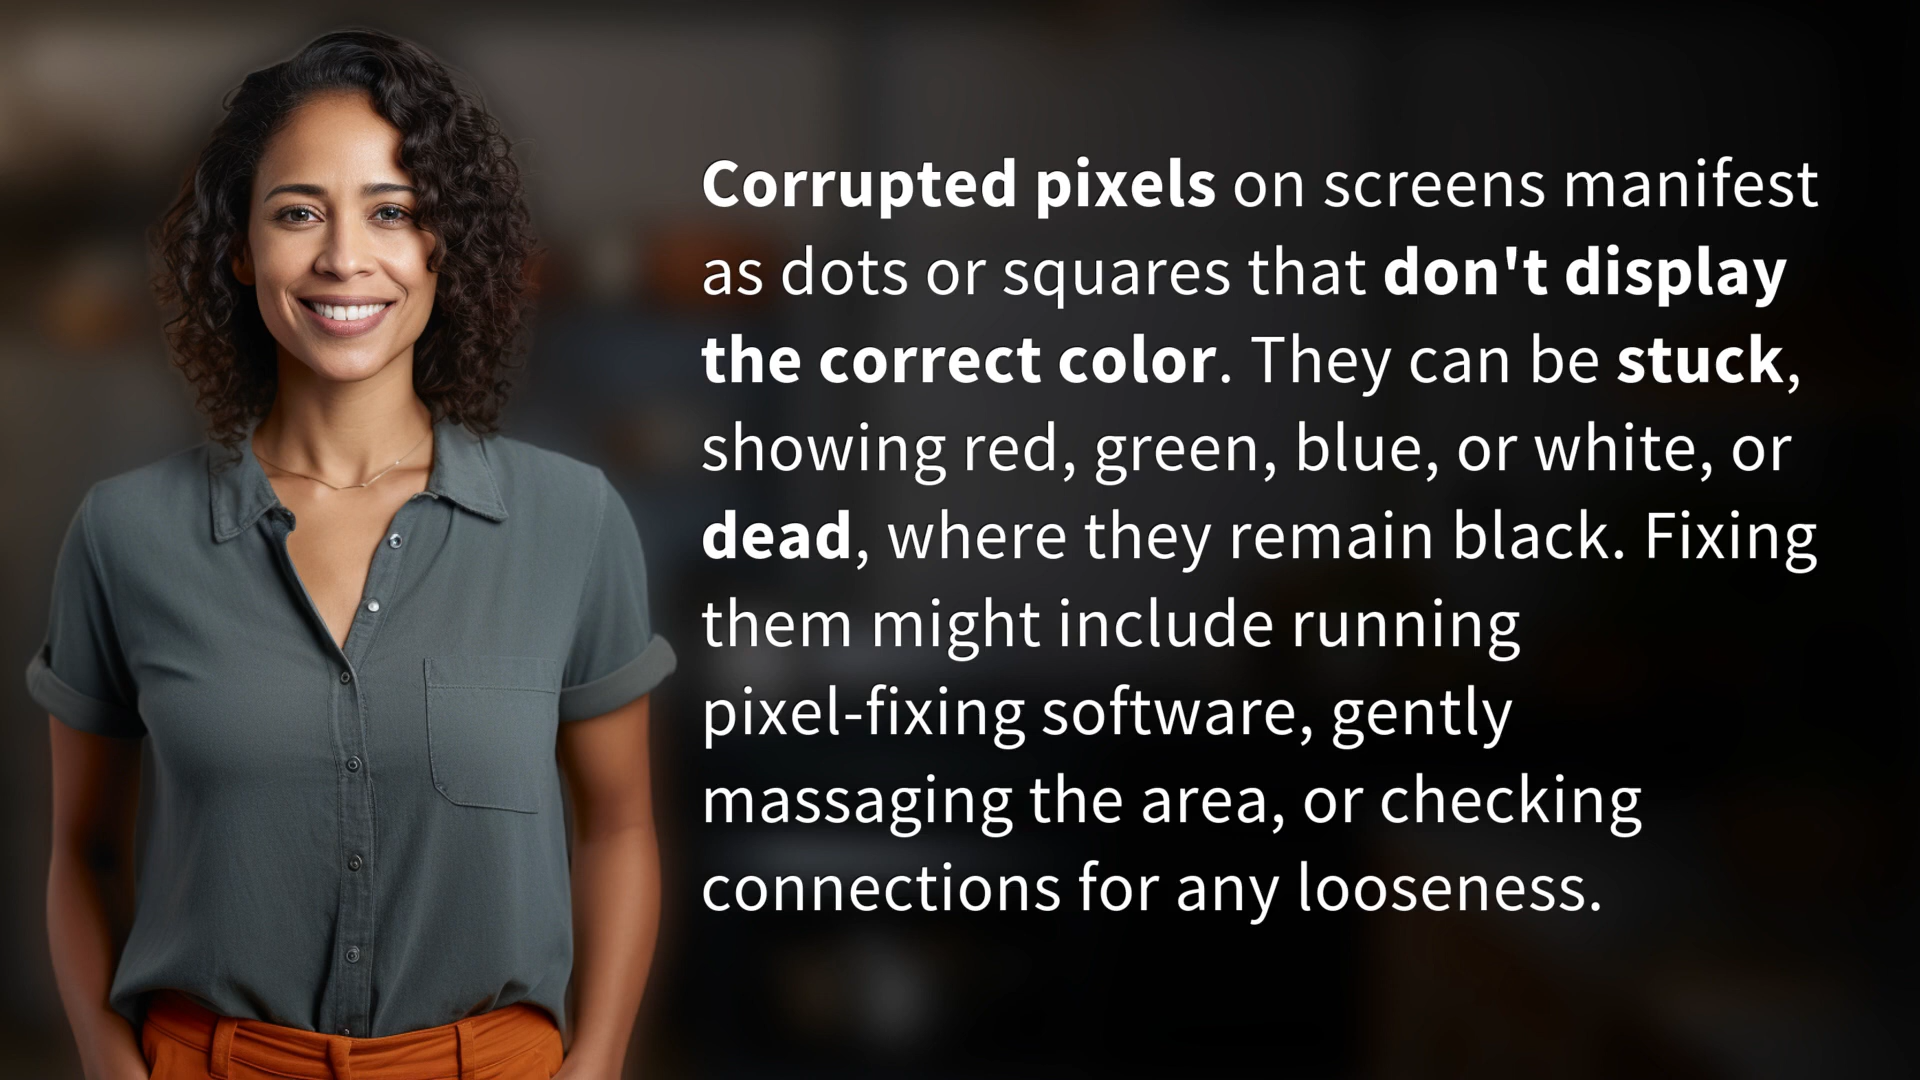 Corrupted pixels on screens manifest
as dots or squares that don't display
the correct color. They can be stuck,
showing red, green, blue, or white, or
dead, where they remain black. Fixing
them might include running
pixel-fixing software, gently
massaging the area, or checking
connections for any looseness.